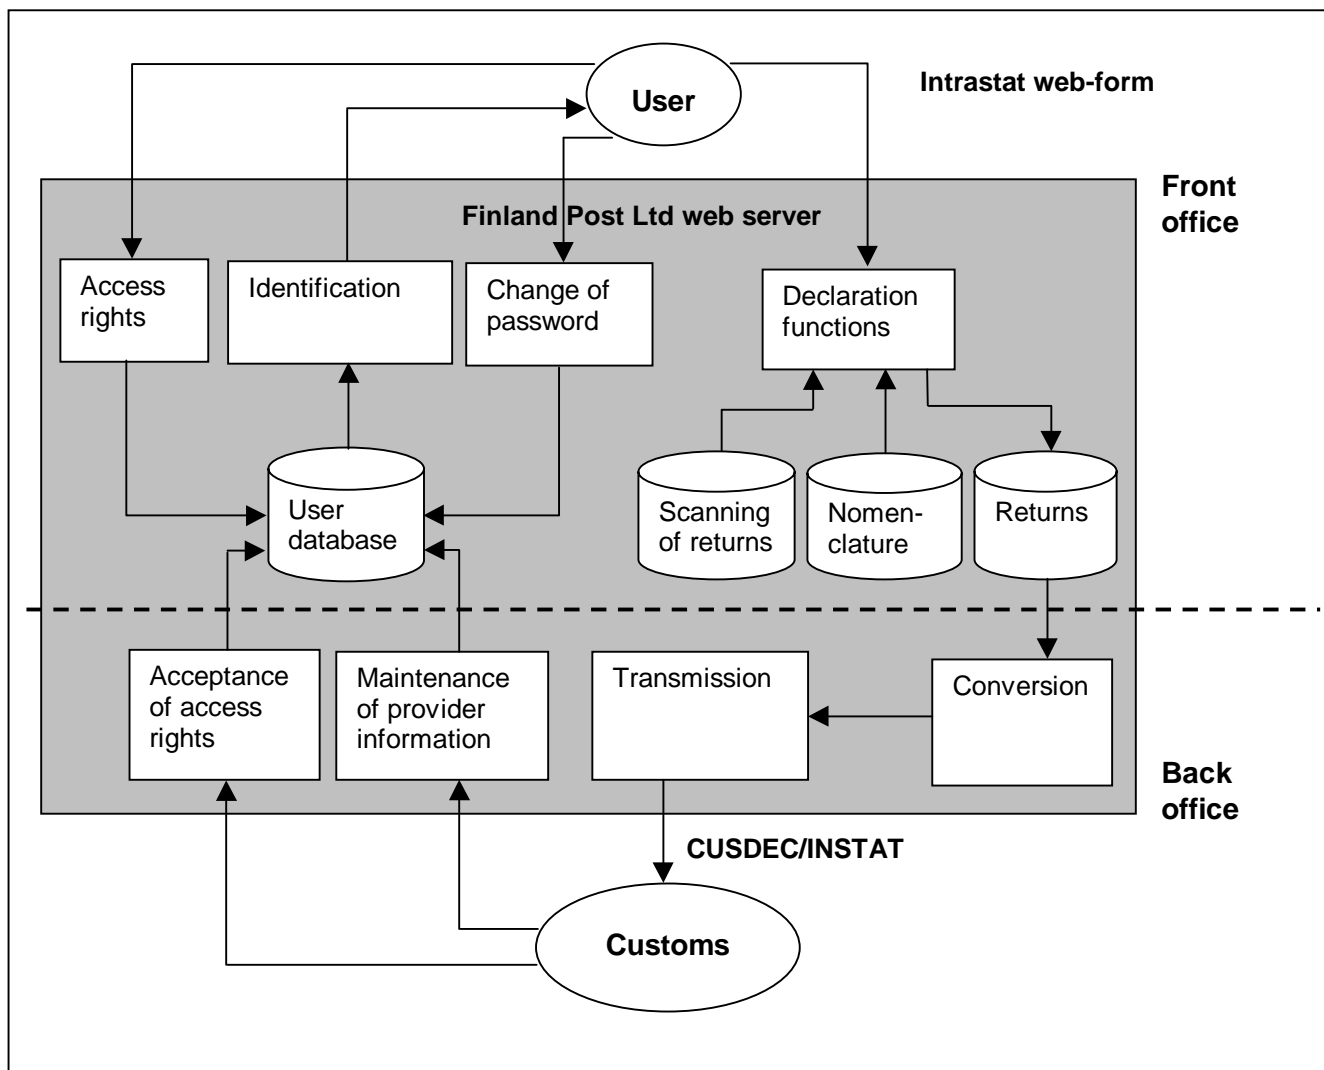 User
Intrastat web-form
Front
office
Finland Post Ltd web server
Access
rights
Identification
Change of
password
Declaration
functions
User
database
Scanning
of returns
Nomen-
clature
Returns
Acceptance
of access
rights
Maintenance
of provider
information
Transmission
Conversion
Back
office
CUSDEC/INSTAT
Customs